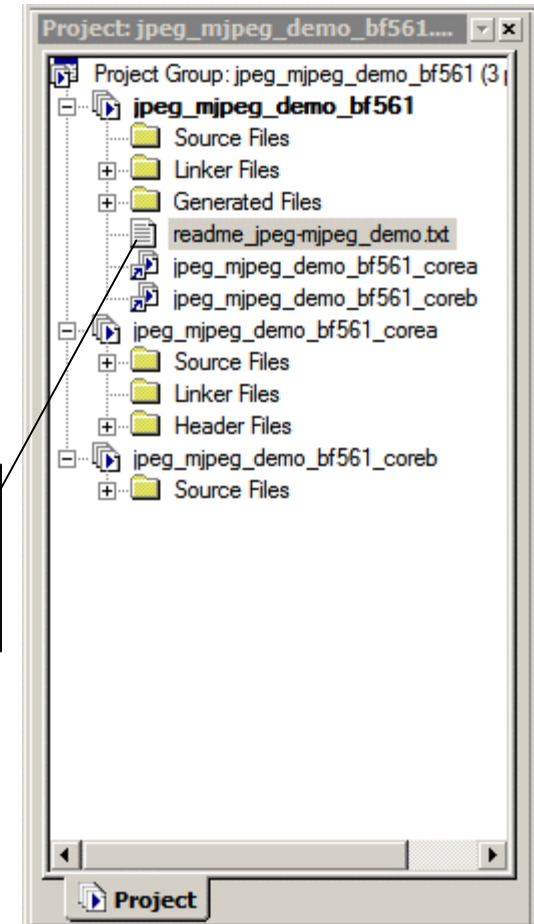 Project: jpeg_mjpeg_demo_bf561....
Project Group: jpeg_mjpeg_demo_bf561 (3
jpeg_mjpeg_demo_bf561
Source Files
Linker Files
Generated Files
readme_jpeg-mjpeg_demo.txt
jpeg_mjpeg_demo_bf561_corea
jpeg_mjpeg_demo_bf561_coreb
jpeg_mjpeg_demo_bf561_corea
Source Files
Linker Files
Header Files
jpeg_mjpeg_demo_bf561_coreb
Source Files
Project